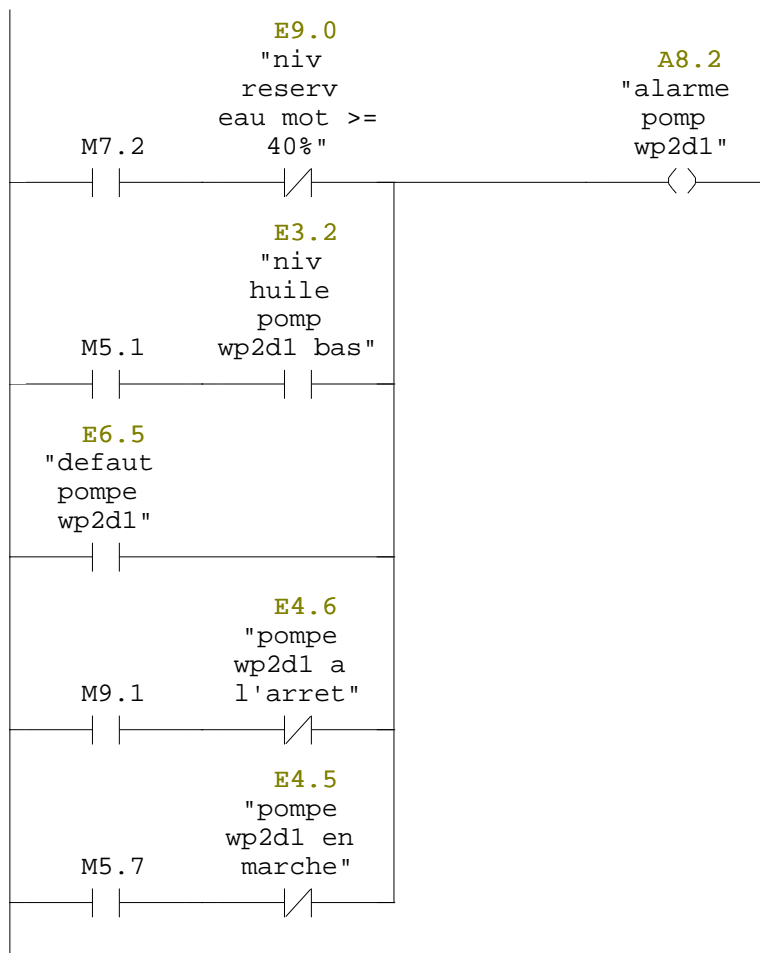 E9.0
"niv
reserv
eau mot >=
40%"
M7.2
A8.2
"alarme
pomp
wp2d1"
E3.2
"niv
huile
pomp
wp2d1 bas"
M5.1
E6.5
"defaut
pompe
wp2d1"
E4.6
"pompe
wp2d1 a
l'arret"
M9.1
E4.5
"pompe
wp2d1 en
marche"
M5.7